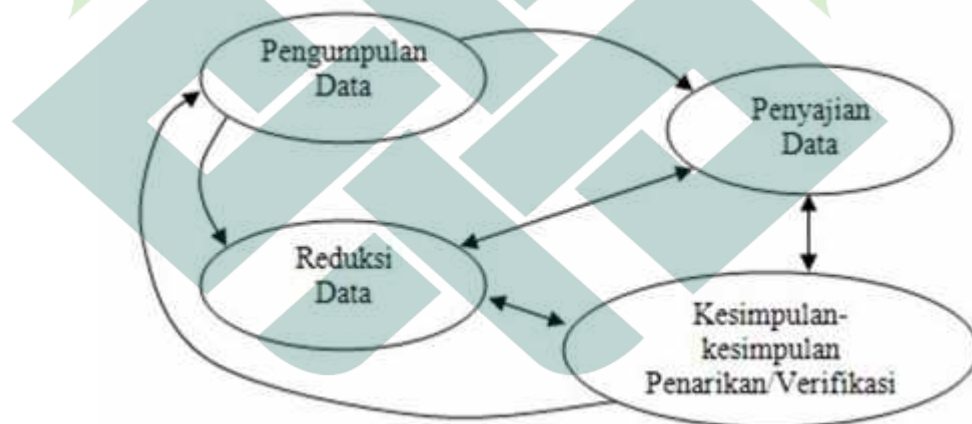 Pengumpulan
Data
Penyajian
Data
Reduksi
Data
Kesimpulan-
kesimpulan
Penarikan/Verifikasi